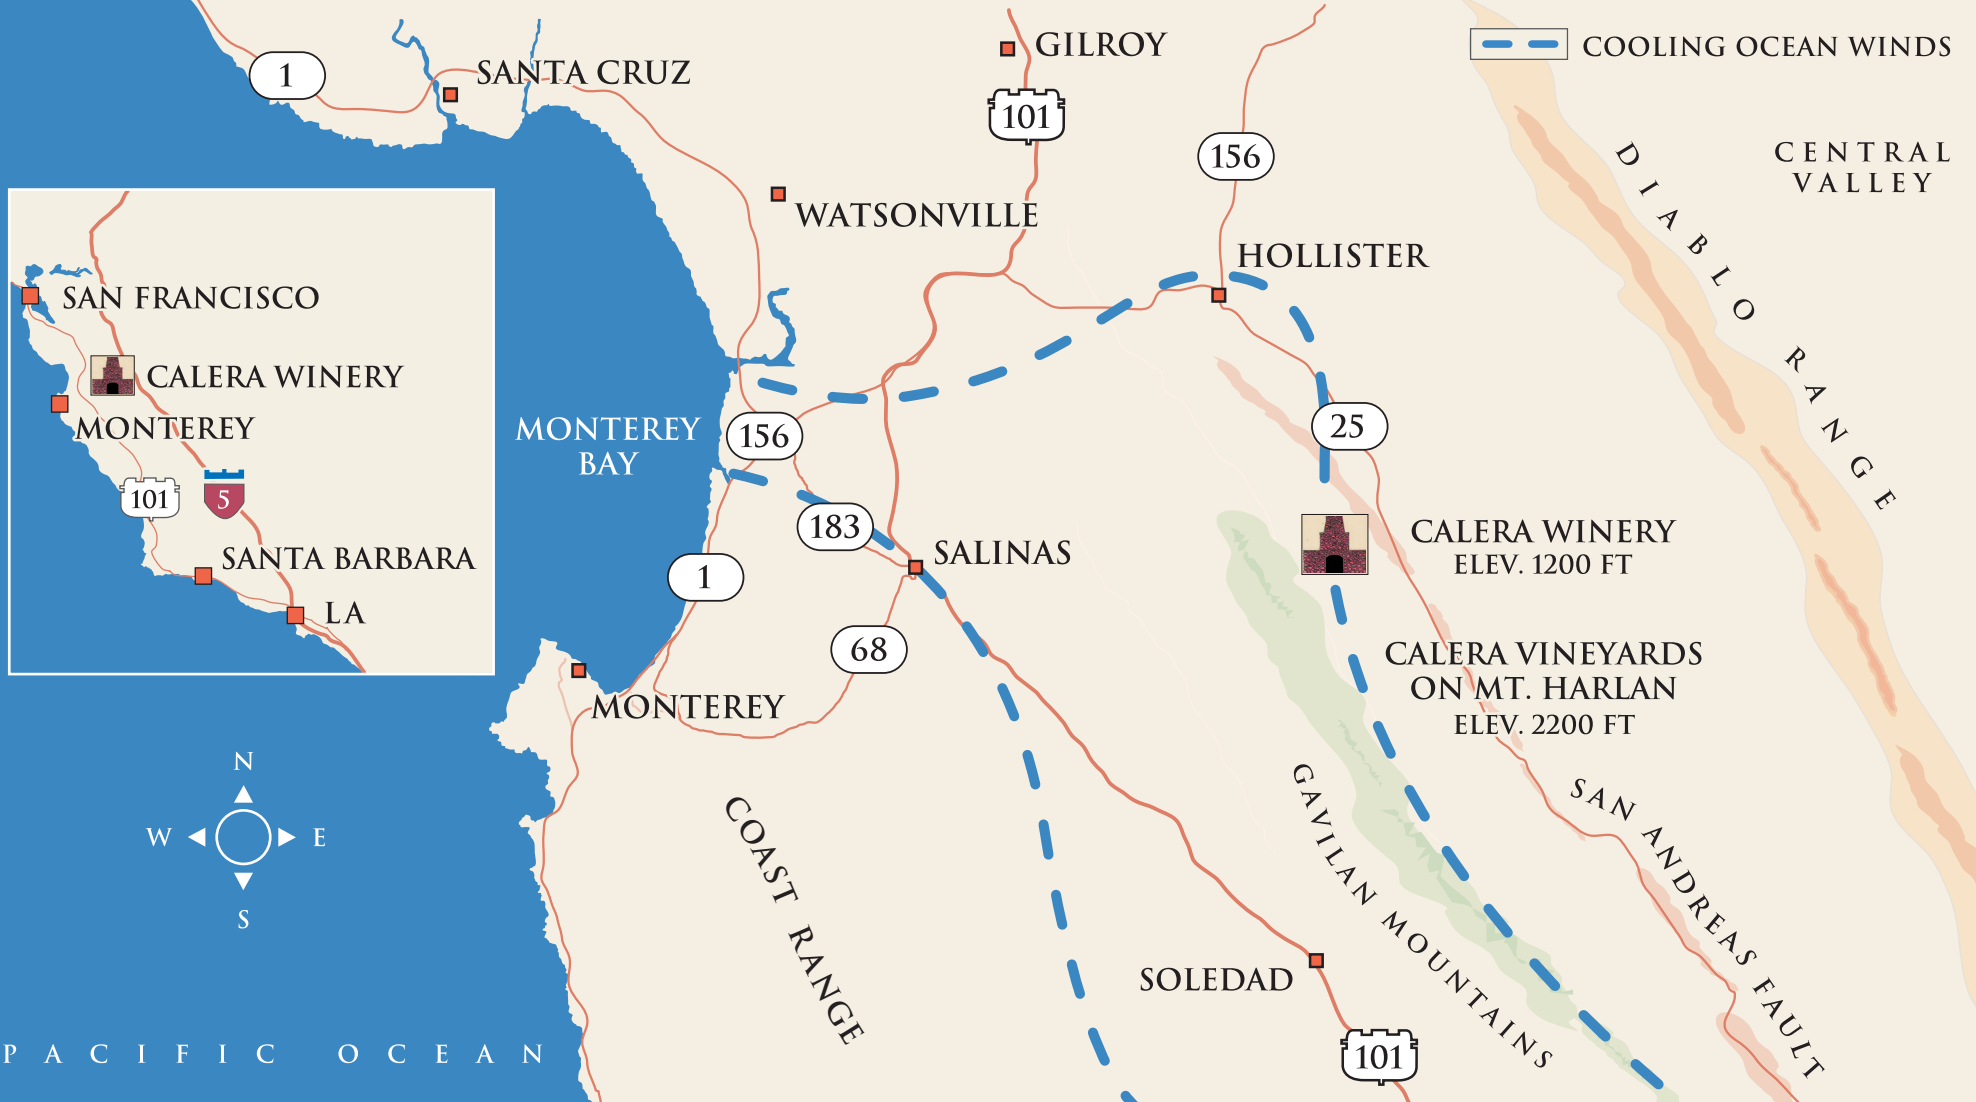 COOLING OCEAN WINDS
GILROY
SANTA CRUZ
1
101
156
CENTRAL
VALLEY
DIABLO RANGE
WATSONVILLE
HOLLISTER
SAN FRANCISCO
CALERA WINERY
MONTEREY
101
5
SANTA BARBARA
LA
MONTEREY
BAY
156
25
183
SALINAS
CALERA WINERY
ELEV. 1200 FT
1
68
CALERA VINEYARDS
ON MT. HARLAN
ELEV. 2200 FT
MONTEREY
N
W
E
S
COAST RANGE
GAVILAN MOUNTAINS
SAN ANDREAS FAULT
SOLEDAD
101
PACIFIC OCEAN